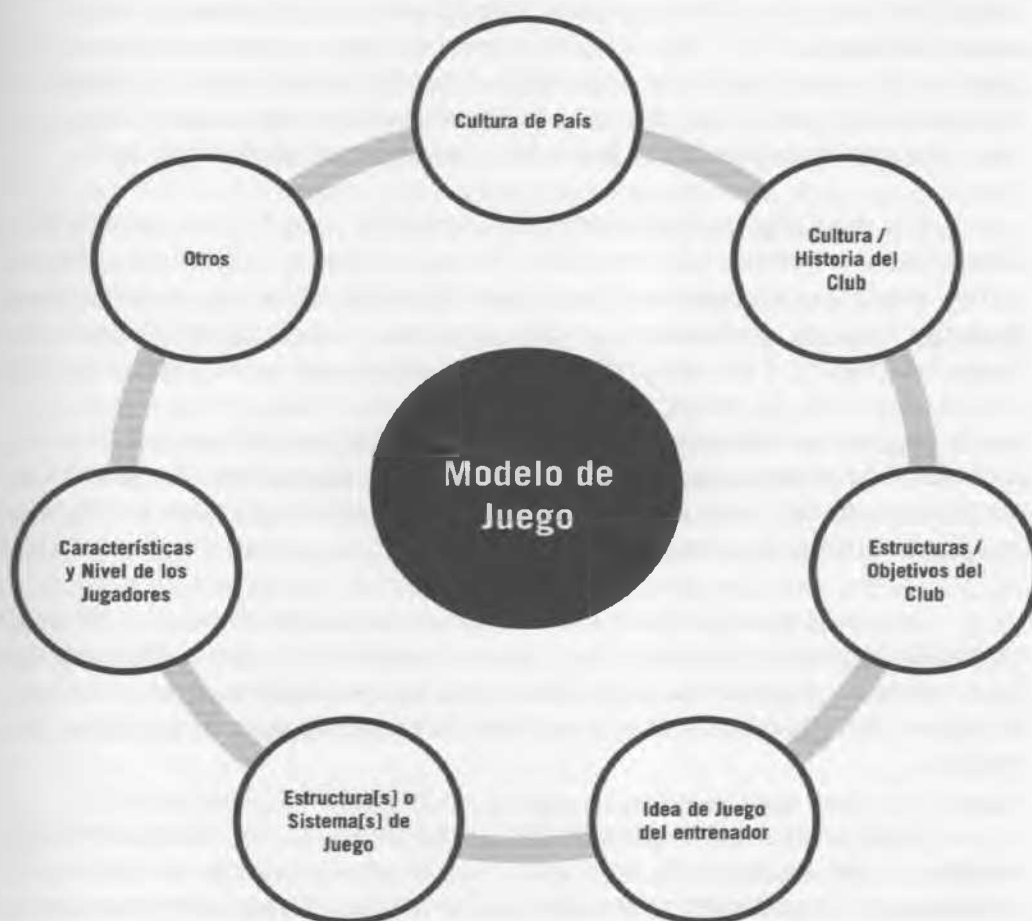 Cultura de País
Cultura /
Historia del
Club
Estructuras /
Objetivos del
Club
Idea de Juego
del entrenador
Estructura[s] o
Sistema[s] de
Juego
Características
y Nivel de los
Jugadores
Otros
Modelo de
Juego